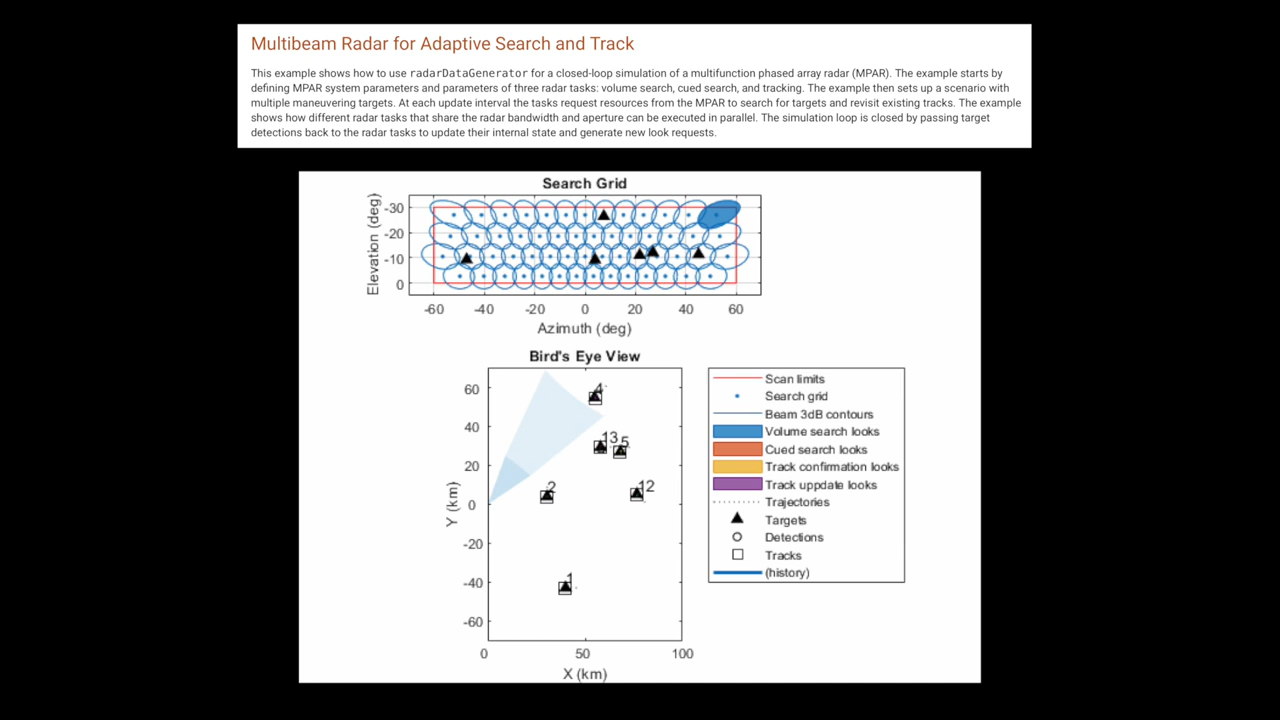 Multibeam Radar for Adaptive Search and Track
This example shows how to use radarDataGenerator for a closed-loop simulation of a multifunction phased array radar (MPAR). The example starts by
defining MPAR system parameters and parameters of three radar tasks: volume search, cued search, and tracking. The example then sets up a scenario with
multiple maneuvering targets. At each update interval the tasks request resources from the MPAR to search for targets and revisit existing tracks. The example
shows how different radar tasks that share the radar bandwidth and aperture can be executed in parallel. The simulation loop is closed by passing target
detections back to the radar tasks to update their internal state and generate new look requests.
Search Grid
Elevation (deg)
-30
-20
-10
0
-60 -40 -20 0 20 40 60
Azimuth (deg)
Bird's Eye View
Y (km)
60
40
20
0
-20
-40
-60
4
13
5
2
12
1
0 50 100
X (km)
Scan limits
Search grid
Beam 3dB contours
Volume search looks
Cued search looks
Track confirmation looks
Track uppdate looks
Trajectories
Targets
Detections
Tracks
(history)